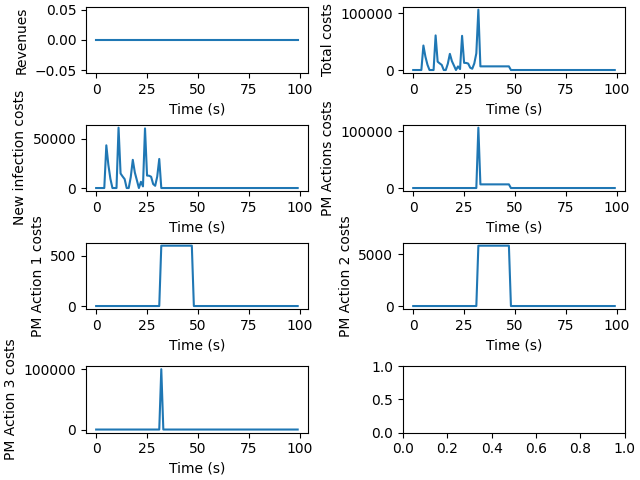 Revenues
0.05
0.00
−0.05
0 25 50 75 100
Time (s)
Total costs
100000
0
0 25 50 75 100
Time (s)
New infection costs
50000
0
0 25 50 75 100
Time (s)
PM Actions costs
100000
0
0 25 50 75 100
Time (s)
PM Action 1 costs
500
0
0 25 50 75 100
Time (s)
PM Action 2 costs
5000
0
0 25 50 75 100
Time (s)
PM Action 3 costs
100000
0
0 25 50 75 100
Time (s)
1.0
0.5
0.0
0.0 0.2 0.4 0.6 0.8 1.0